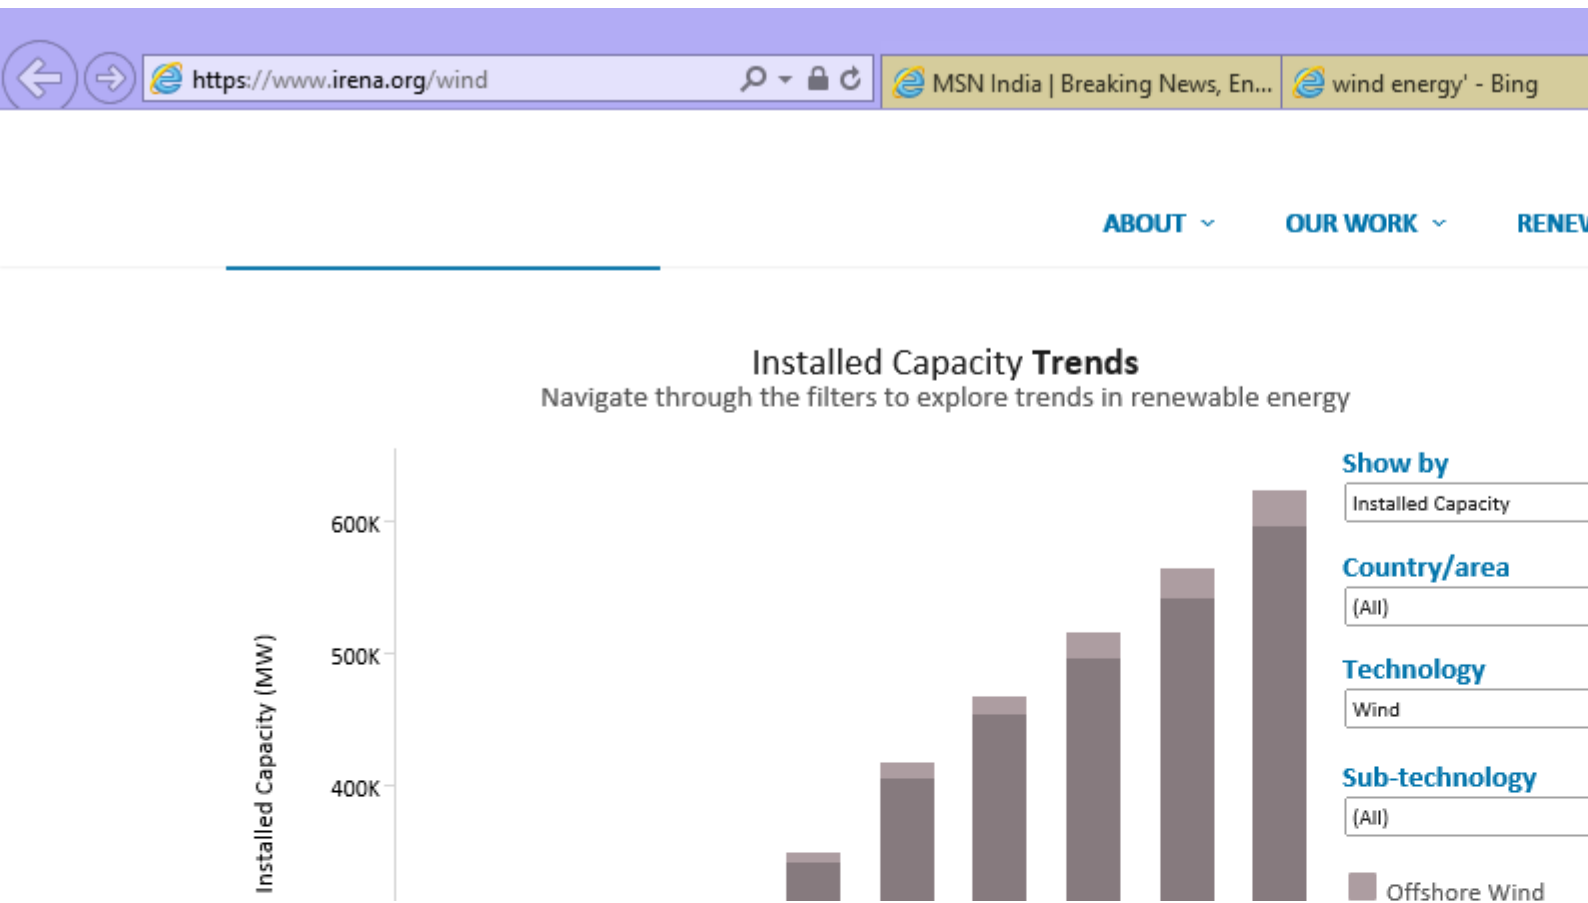 https://www.irena.org/wind
MSN India | Breaking News, En...
wind energy' - Bing
ABOUT
OUR WORK
RENEW
Installed Capacity Trends
Navigate through the filters to explore trends in renewable energy
Show by
Installed Capacity
600K
Country/area
(All)
500K
Technology
Wind
Installed Capacity (MW)
Sub-technology
400K
(All)
Offshore Wind